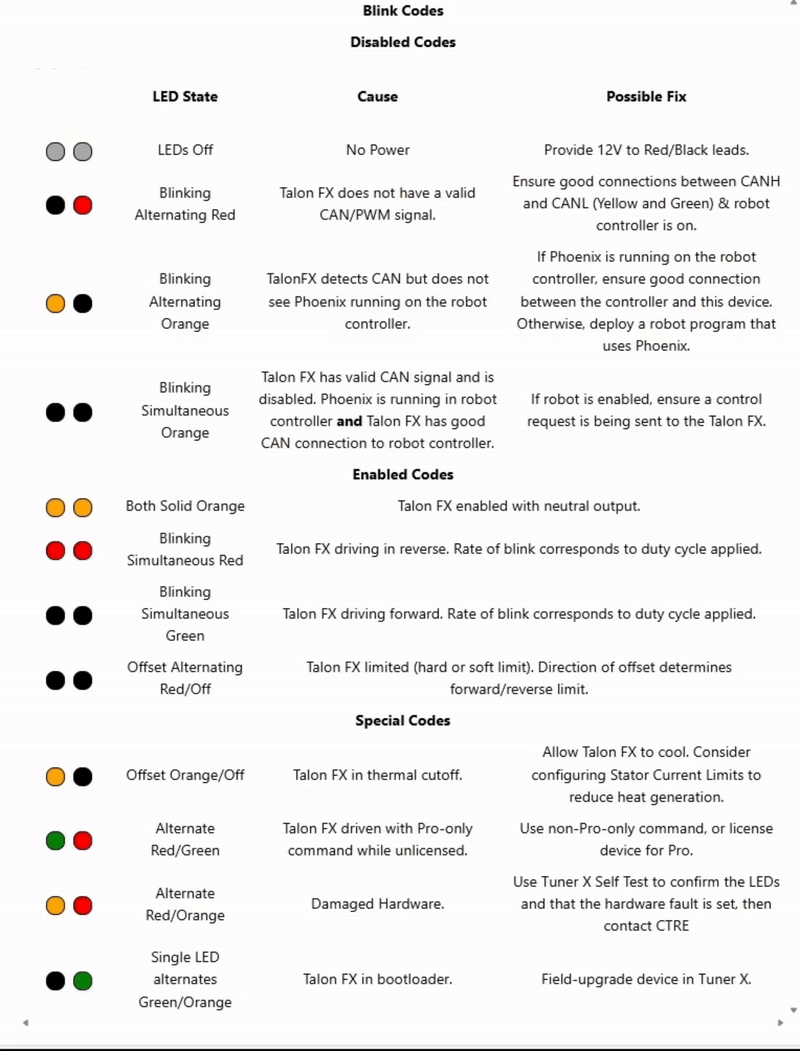 Blink Codes
Disabled Codes
LED State Cause Possible Fix
LEDs Off
No Power
Provide 12V to Red/Black leads.
Blinking
Alternating Red
Talon FX does not have a valid
CAN/PWM signal.
Ensure good connections between CANH
and CANL (Yellow and Green) & robot
controller is on.
Blinking
Alternating
Orange
TalonFX detects CAN but does not
see Phoenix running on the robot
controller.
If Phoenix is running on the robot
controller, ensure good connection
between the controller and this device.
Otherwise, deploy a robot program that
uses Phoenix.
Blinking
Simultaneous
Orange
Talon FX has valid CAN signal and is
disabled. Phoenix is running in robot
controller and Talon FX has good
CAN connection to robot controller.
If robot is enabled, ensure a control
request is being sent to the Talon FX.
Enabled Codes
Both Solid Orange
Talon FX enabled with neutral output.
Blinking
Simultaneous Red
Talon FX driving in reverse. Rate of blink corresponds to duty cycle applied.
Blinking
Simultaneous
Green
Talon FX driving forward. Rate of blink corresponds to duty cycle applied.
Offset Alternating
Red/Off
Talon FX limited (hard or soft limit). Direction of offset determines
forward/reverse limit.
Special Codes
Offset Orange/Off
Talon FX in thermal cutoff.
Allow Talon FX to cool. Consider
configuring Stator Current Limits to
reduce heat generation.
Alternate
Red/Green
Talon FX driven with Pro-only
command while unlicensed.
Use non-Pro-only command, or license
device for Pro.
Alternate
Red/Orange
Damaged Hardware.
Use Tuner X Self Test to confirm the LEDs
and that the hardware fault is set, then
contact CTRE
Single LED
alternates
Green/Orange
Talon FX in bootloader.
Field-upgrade device in Tuner X.